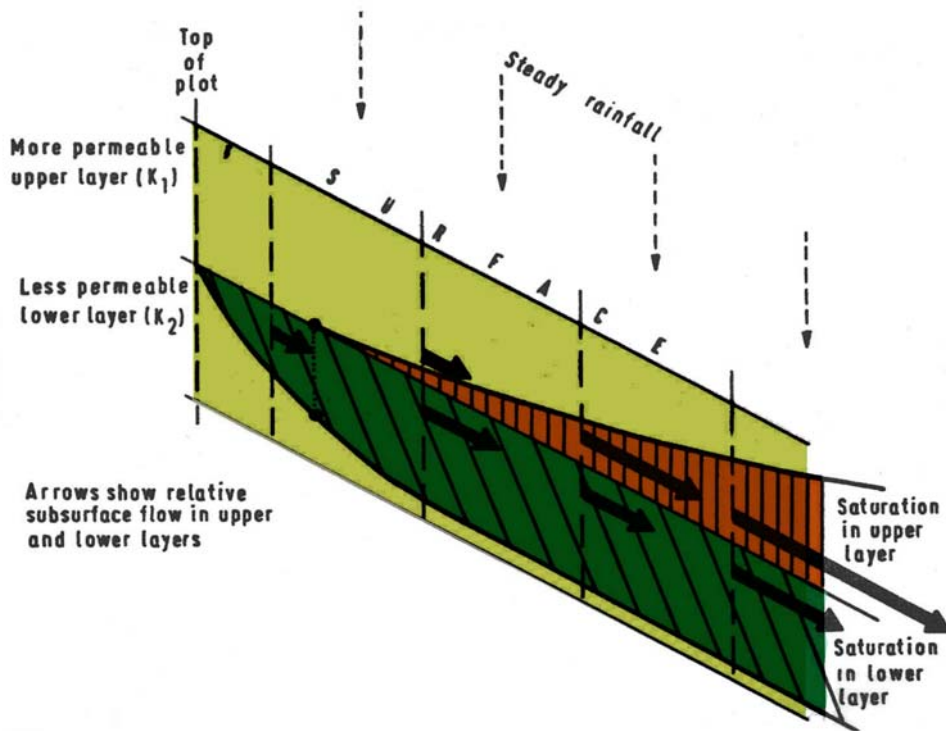 Top
of
plot
Steady rainfall
More permeable
upper layer (K1)
SURFACE
Less permeable
lower layer (K2)
Arrows show relative
subsurface flow in upper
and lower layers
Saturation
in upper
layer
Saturation
in lower
layer